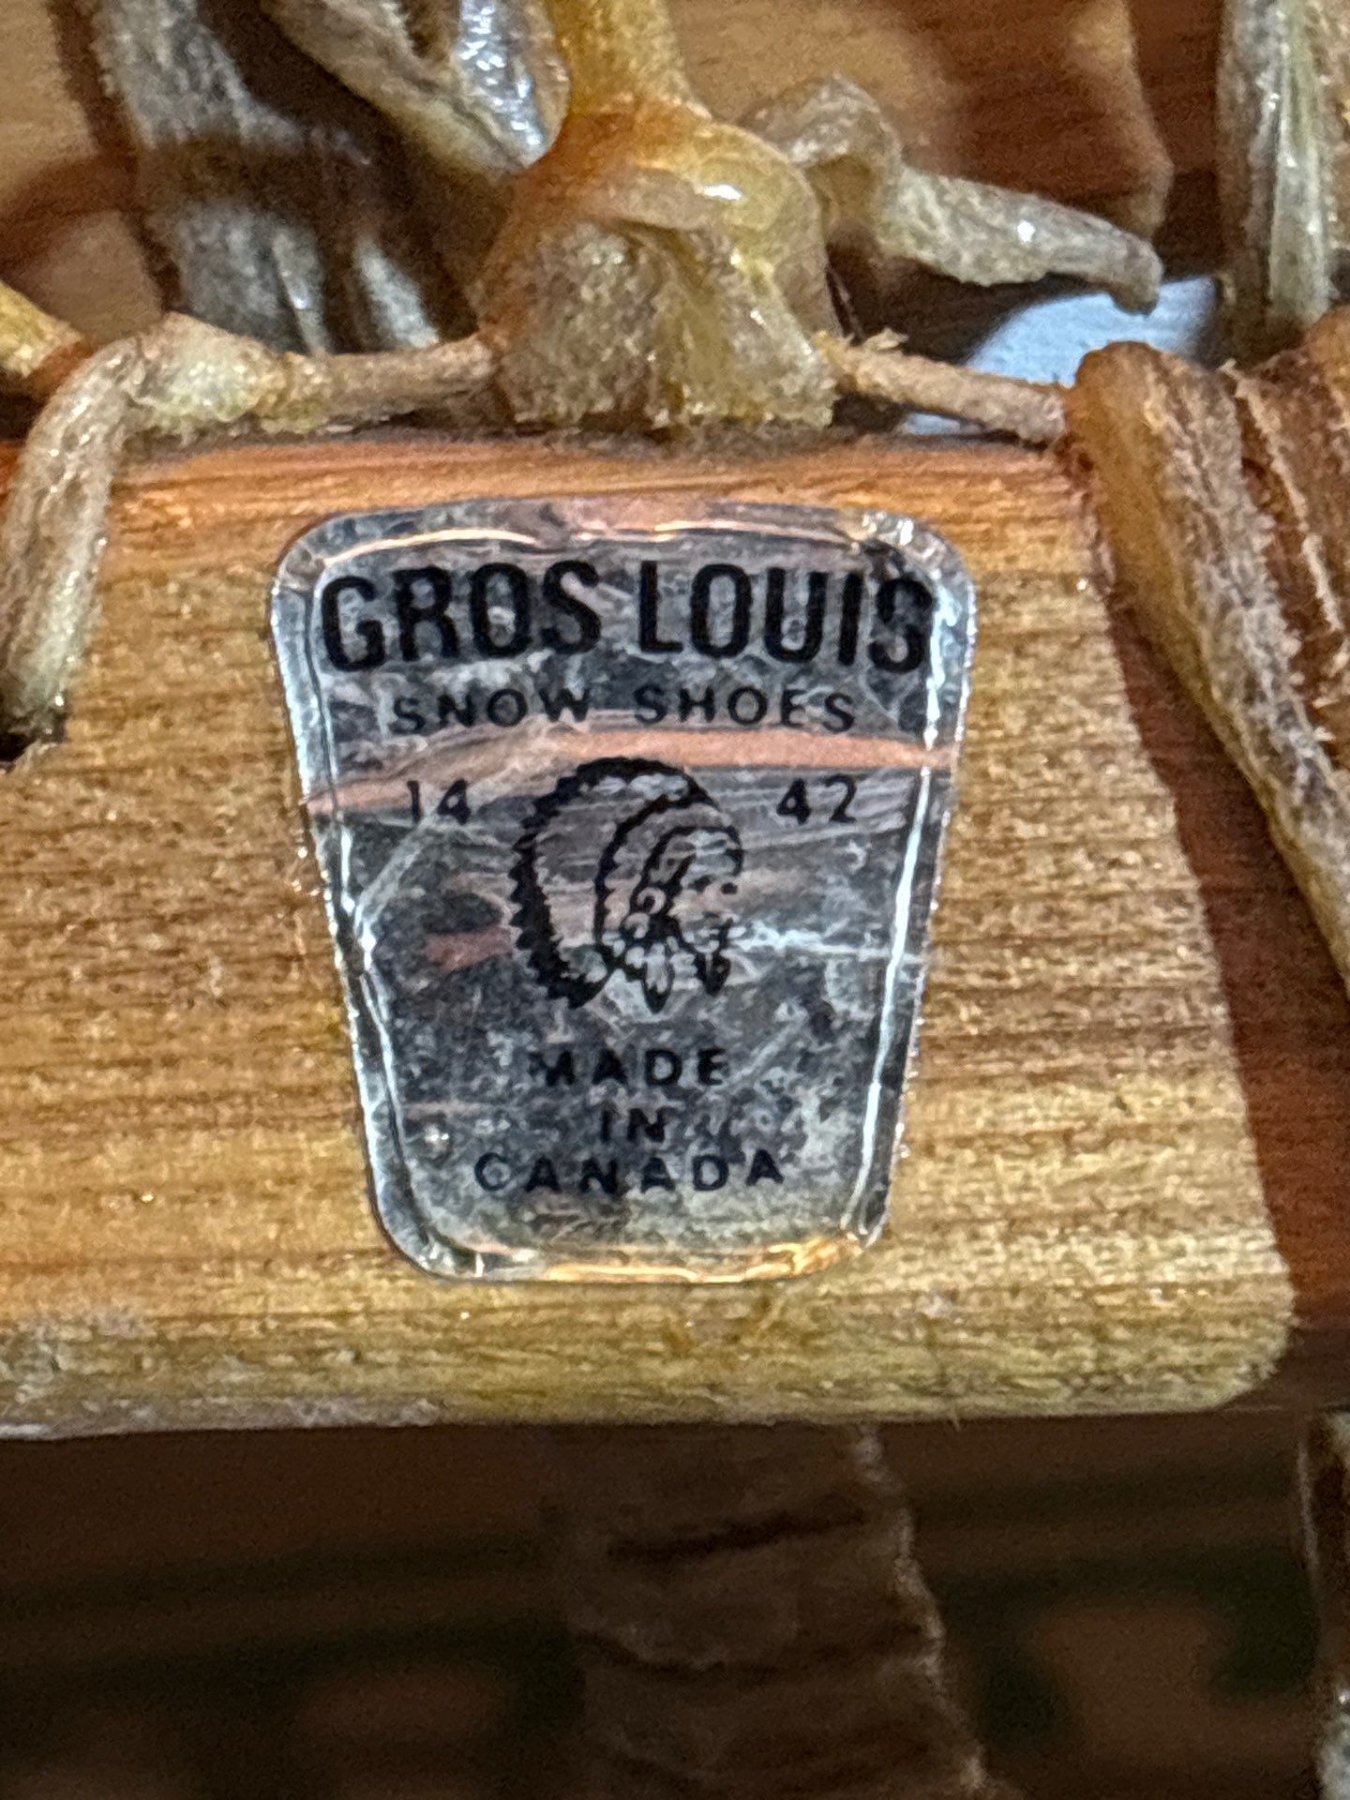 GROS LOUIS
SNOW SHOES
14 42
MADE
IN
CANADA